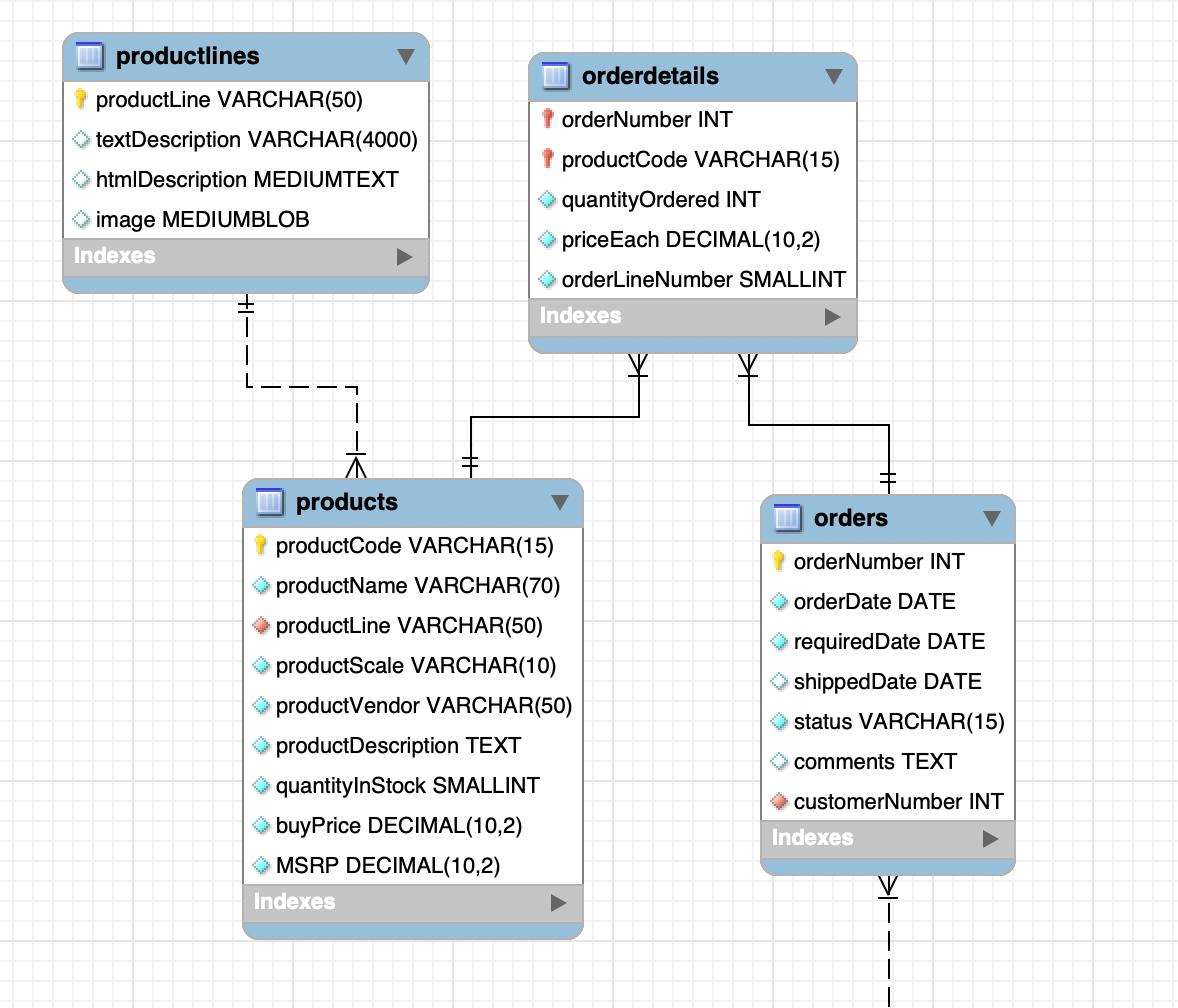 productlines
productLine VARCHAR(50)
textDescription VARCHAR(4000)
htmlDescription MEDIUMTEXT
image MEDIUMBLOB
Indexes
orderdetails
orderNumber INT
productCode VARCHAR(15)
quantityOrdered INT
priceEach DECIMAL(10,2)
orderLineNumber SMALLINT
Indexes
products
productCode VARCHAR(15)
productName VARCHAR(70)
productLine VARCHAR(50)
productScale VARCHAR(10)
productVendor VARCHAR(50)
productDescription TEXT
quantityInStock SMALLINT
buyPrice DECIMAL(10,2)
MSRP DECIMAL(10,2)
Indexes
orders
orderNumber INT
orderDate DATE
requiredDate DATE
shippedDate DATE
status VARCHAR(15)
comments TEXT
customerNumber INT
Indexes